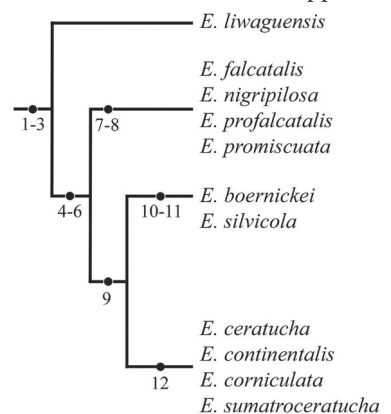 E. liwaguensis
E. falcatalis
E. nigripilosa
1-3
7-8
E. profalcatalis
E. promiscuata
E. boernickei
4-6
10-11
E. silvicola
9
E. ceratucha
E. continentalis
12
E. corniculata
E. sumatroceratucha